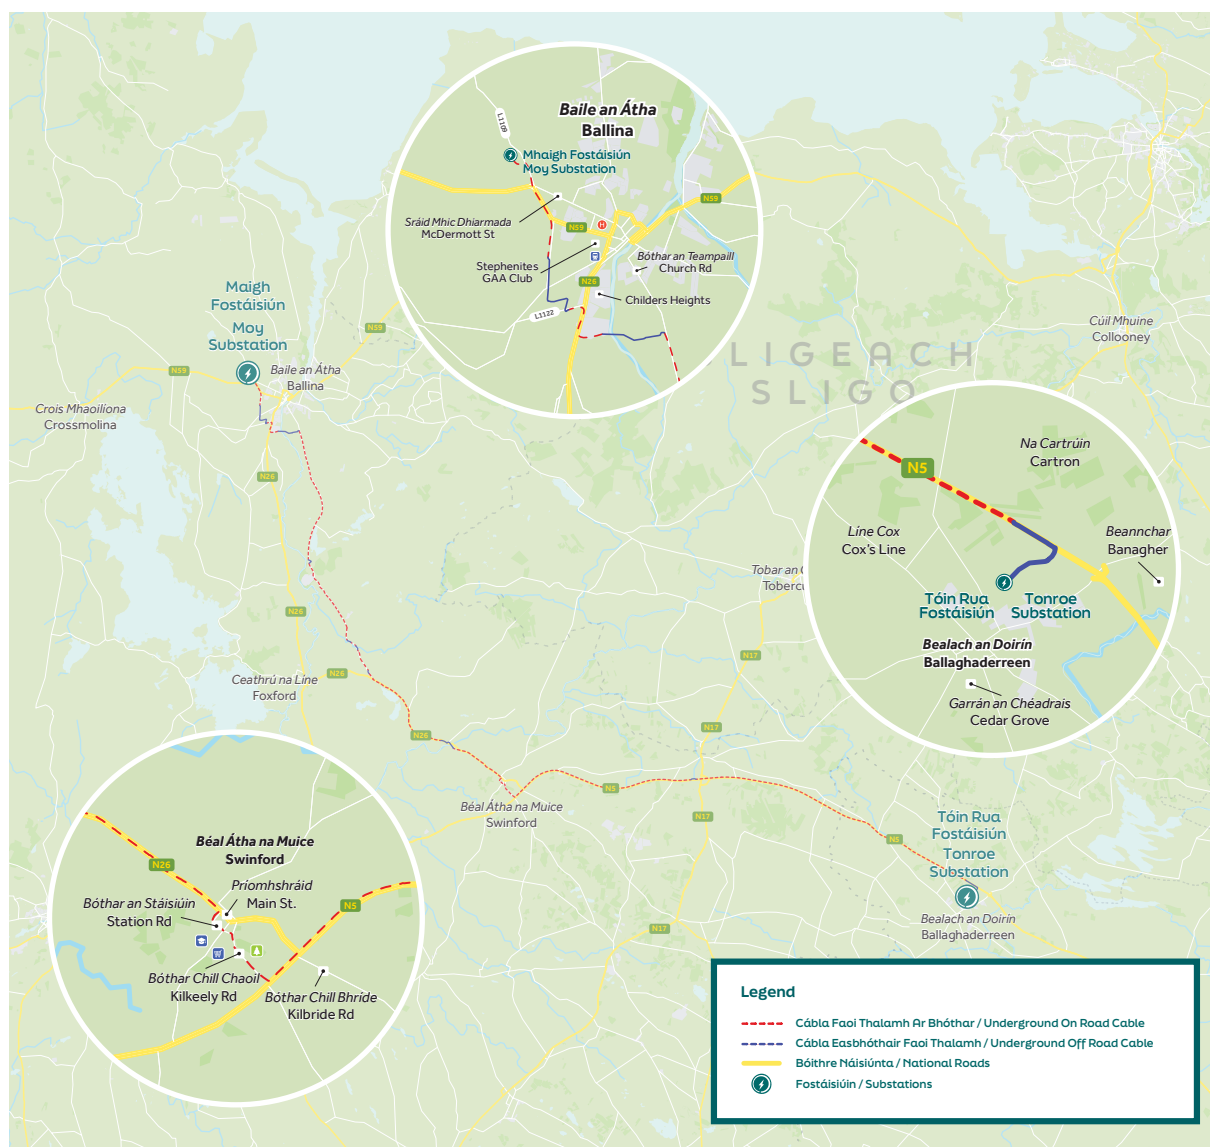 Baile an Átha
Ballina
L1109
Mhaigh Fostáisiún
Moy Substation
Sráid Mhic Dhiarmada
McDermott St
N59
N59
Stephenites
GAA Club
Bóthar an Teampaill
Church Rd
N26
Childers Heights
L1122
Maigh
Fostáisiún
Moy
Substation
N59
N59
Baile an Átha
Ballina
Crois Mhaoilíona
Crossmolina
N26
LIGEACH
SLIGO
Cúil Mhuine
Collooney
Na Cartrúin
Cartron
N5
Líne Cox
Cox's Line
Beannchar
Banagher
Tóin Rua
Fostáisiún
Tonroe
Substation
Bealach an Doirín
Ballaghaderreen
Garrán an Chéadrais
Cedar Grove
Tobar an
Tobercu
N26
N17
Ceathrú na Líne
Foxford
N26
N17
N26
N5
Béal Átha na Muice
Swinford
N17
N5
Tóin Rua
Fostáisiún
Tonroe
Substation
Bealach an Doirín
Ballaghaderreen
N17
Béal Átha na Muice
Swinford
N26
Príomhshráid
Main St.
Bóthar an Stáisiúin
Station Rd
N5
Bóthar Chill Chaoil
Kilkeely Rd
Bóthar Chill Bhríde
Kilbride Rd
Legend
Cábla Faoi Thalamh Ar Bhóthar / Underground On Road Cable
Cábla Easbhóthair Faoi Thalamh / Underground Off Road Cable
Bóithre Náisiúnta / National Roads
Fostáisiúin / Substations